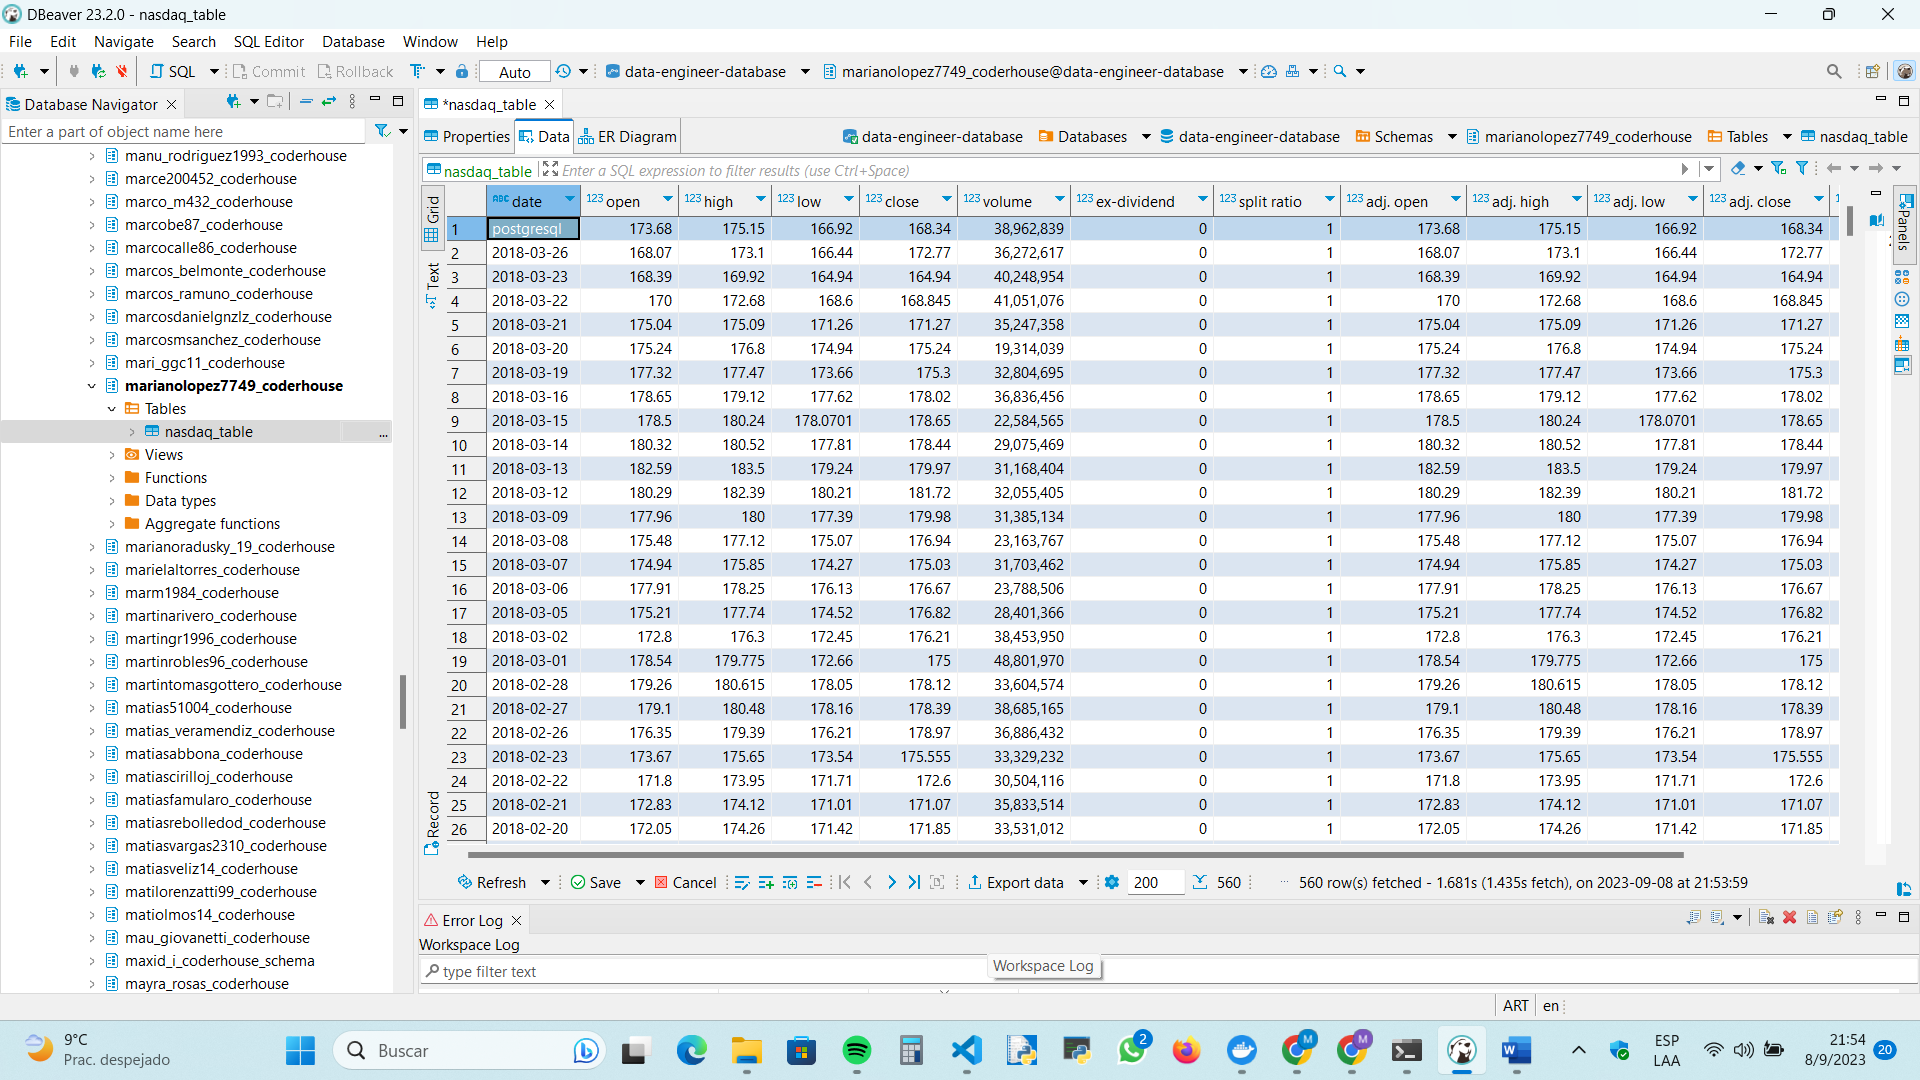 DBeaver 23.2.0 - nasdaq_table
File Edit Navigate Search SQL Editor Database Window Help
SQL Commit Rollback Auto data-engineer-database marianolopez7749_coderhouse@data-engineer-database
Database Navigator
Enter a part of object name here
manu_rodriguez1993_coderhouse
marce200452_coderhouse
marco_m432_coderhouse
marcobe87_coderhouse
marcocalle86_coderhouse
marcos_belmonte_coderhouse
marcos_ramuno_coderhouse
marcosdanielgnzlz_coderhouse
marcosmsanchez_coderhouse
mari_ggc11_coderhouse
marianolopez7749_coderhouse
Tables
nasdaq_table ...
Views
Functions
Data types
Aggregate functions
marianoradusky_19_coderhouse
marielaltorres_coderhouse
marm1984_coderhouse
martinarivero_coderhouse
martingr1996_coderhouse
martinrobles96_coderhouse
martintomasgottero_coderhouse
matias51004_coderhouse
matias_veramendiz_coderhouse
matiasabbona_coderhouse
matiascirilloj_coderhouse
matiasfamularo_coderhouse
matiasrebolledod_coderhouse
matiasvargas2310_coderhouse
matiasveliz14_coderhouse
matilorenzatti99_coderhouse
matiolmos14_coderhouse
mau_giovanetti_coderhouse
maxid_i_coderhouse_schema
mayra_rosas_coderhouse
*nasdaq_table
Properties Data ER Diagram data-engineer-database Databases data-engineer-database Schemas marianolopez7749_coderhouse Tables nasdaq_table
nasdaq_table Enter a SQL expression to filter results (use Ctrl+Space)
Grid
Text
Record
Panels
ABC date 123 open 123 high 123 low 123 close 123 volume 123 ex-dividend 123 split ratio 123 adj. open 123 adj. high 123 adj. low 123 adj. close
1 postgresql 173.68 175.15 166.92 168.34 38,962,839 0 1 173.68 175.15 166.92 168.34
2 2018-03-26 168.07 173.1 166.44 172.77 36,272,617 0 1 168.07 173.1 166.44 172.77
3 2018-03-23 168.39 169.92 164.94 164.94 40,248,954 0 1 168.39 169.92 164.94 164.94
4 2018-03-22 170 172.68 168.6 168.845 41,051,076 0 1 170 172.68 168.6 168.845
5 2018-03-21 175.04 175.09 171.26 171.27 35,247,358 0 1 175.04 175.09 171.26 171.27
6 2018-03-20 175.24 176.8 174.94 175.24 19,314,039 0 1 175.24 176.8 174.94 175.24
7 2018-03-19 177.32 177.47 173.66 175.3 32,804,695 0 1 177.32 177.47 173.66 175.3
8 2018-03-16 178.65 179.12 177.62 178.02 36,836,456 0 1 178.65 179.12 177.62 178.02
9 2018-03-15 178.5 180.24 178.0701 178.65 22,584,565 0 1 178.5 180.24 178.0701 178.65
10 2018-03-14 180.32 180.52 177.81 178.44 29,075,469 0 1 180.32 180.52 177.81 178.44
11 2018-03-13 182.59 183.5 179.24 179.97 31,168,404 0 1 182.59 183.5 179.24 179.97
12 2018-03-12 180.29 182.39 180.21 181.72 32,055,405 0 1 180.29 182.39 180.21 181.72
13 2018-03-09 177.96 180 177.39 179.98 31,385,134 0 1 177.96 180 177.39 179.98
14 2018-03-08 175.48 177.12 175.07 176.94 23,163,767 0 1 175.48 177.12 175.07 176.94
15 2018-03-07 174.94 175.85 174.27 175.03 31,703,462 0 1 174.94 175.85 174.27 175.03
16 2018-03-06 177.91 178.25 176.13 176.67 23,788,506 0 1 177.91 178.25 176.13 176.67
17 2018-03-05 175.21 177.74 174.52 176.82 28,401,366 0 1 175.21 177.74 174.52 176.82
18 2018-03-02 172.8 176.3 172.45 176.21 38,453,950 0 1 172.8 176.3 172.45 176.21
19 2018-03-01 178.54 179.775 172.66 175 48,801,970 0 1 178.54 179.775 172.66 175
20 2018-02-28 179.26 180.615 178.05 178.12 33,604,574 0 1 179.26 180.615 178.05 178.12
21 2018-02-27 179.1 180.48 178.16 178.39 38,685,165 0 1 179.1 180.48 178.16 178.39
22 2018-02-26 176.35 179.39 176.21 178.97 36,886,432 0 1 176.35 179.39 176.21 178.97
23 2018-02-23 173.67 175.65 173.54 175.555 33,329,232 0 1 173.67 175.65 173.54 175.555
24 2018-02-22 171.8 173.95 171.71 172.6 30,504,116 0 1 171.8 173.95 171.71 172.6
25 2018-02-21 172.83 174.12 171.01 171.07 35,833,514 0 1 172.83 174.12 171.01 171.07
26 2018-02-20 172.05 174.26 171.42 171.85 33,531,012 0 1 172.05 174.26 171.42 171.85
Refresh Save Cancel Export data 200 560 560 row(s) fetched - 1.681s (1.435s fetch), on 2023-09-08 at 21:53:59
Error Log
Workspace Log
type filter text
Workspace Log
ART en
9°C
Prac. despejado
Buscar
2
M
M
ESP
LAA
21:54
8/9/2023
20